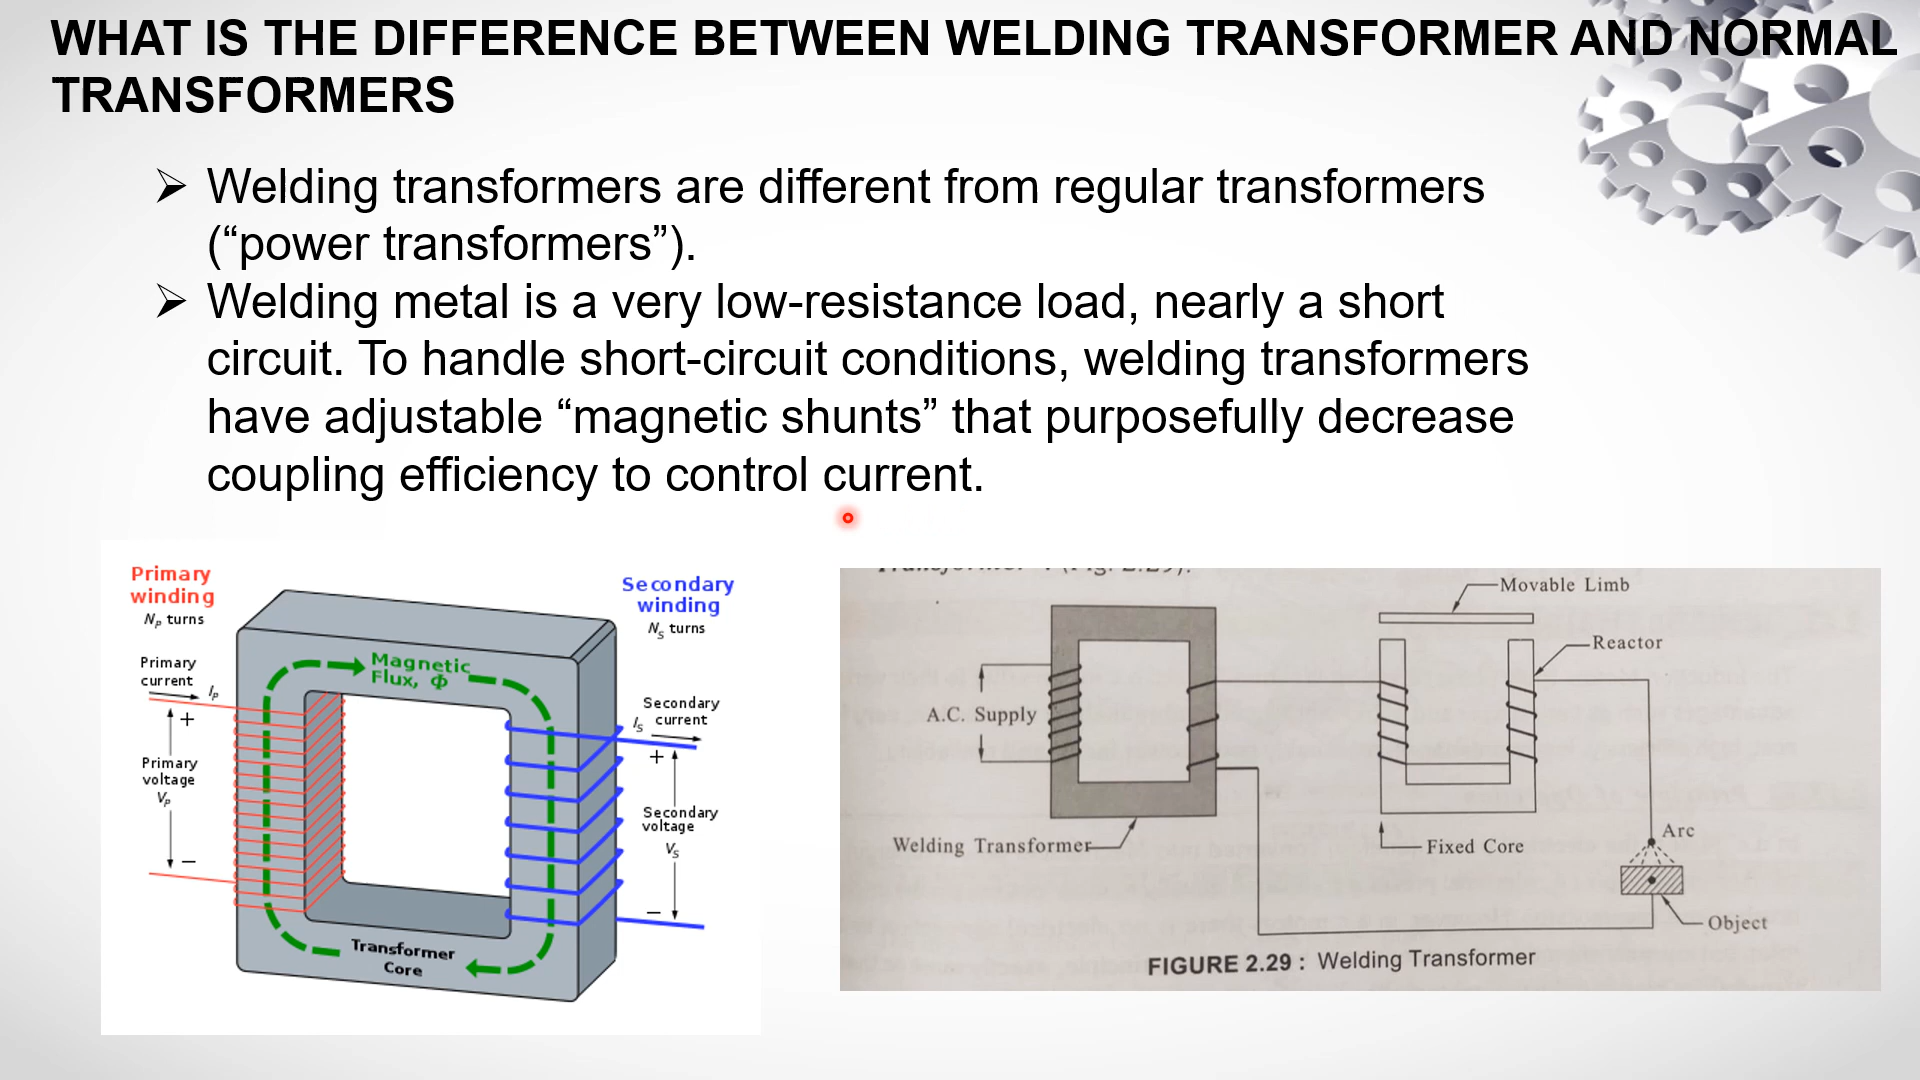 WHAT IS THE DIFFERENCE BETWEEN WELDING TRANSFORMER AND NORMAL
TRANSFORMERS
➢ Welding transformers are different from regular transformers
(“power transformers”).
➢ Welding metal is a very low-resistance load, nearly a short
circuit. To handle short-circuit conditions, welding transformers
have adjustable “magnetic shunts” that purposefully decrease
coupling efficiency to control current.
Primary
winding
Np turns
Primary
current
Ip
+
Primary
voltage
Vp
−
Magnetic
Flux, Φ
Transformer
Core
Secondary
winding
Ns turns
Secondary
Is current
+
Secondary
voltage
Vs
−
Movable Limb
Reactor
A.C. Supply
Welding Transformer
Fixed Core
Arc
Object
FIGURE 2.29 : Welding Transformer